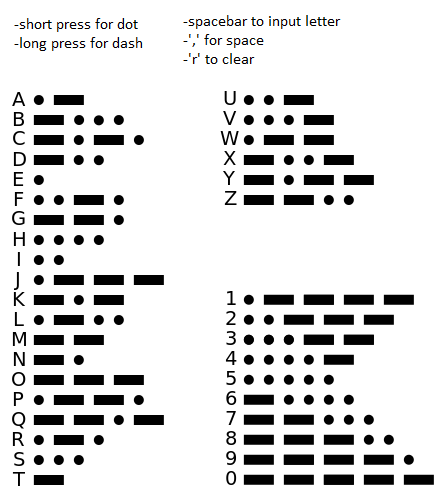 -short press for dot
-long press for dash
-spacebar to input letter
-',' for space
-'r' to clear
A
B
C
D
E
F
G
H
I
J
K
L
M
N
O
P
Q
R
S
T
U
V
W
X
Y
Z
1
2
3
4
5
6
7
8
9
0